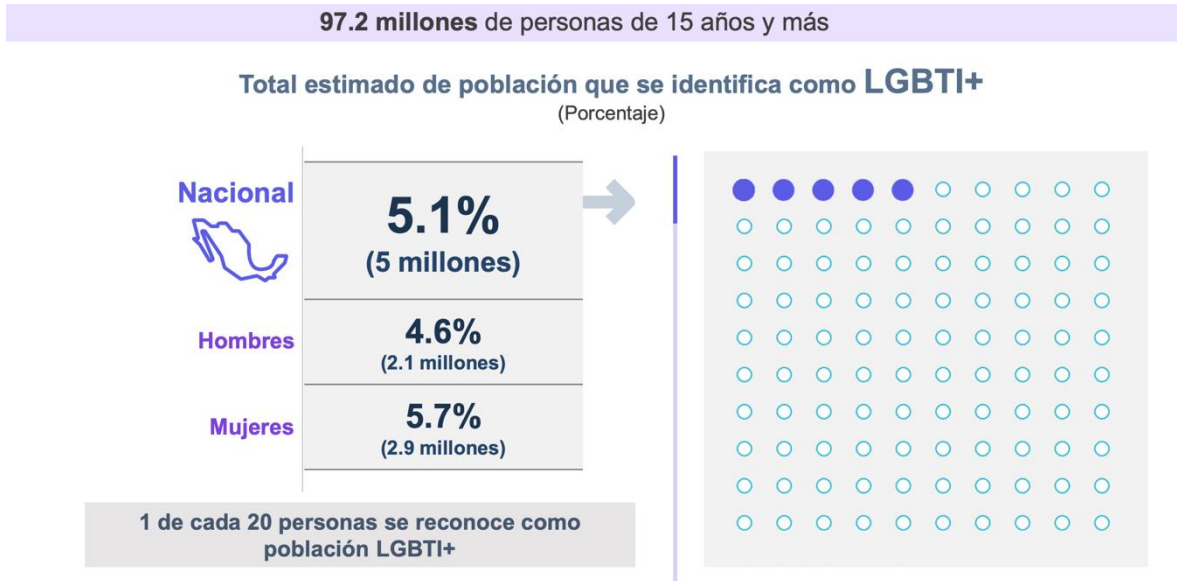 97.2 millones de personas de 15 años y más
Total estimado de población que se identifica como LGBTI+
(Porcentaje)
Nacional
5.1%
(5 millones)
Hombres
4.6%
(2.1 millones)
Mujeres
5.7%
(2.9 millones)
1 de cada 20 personas se reconoce como
población LGBTI+